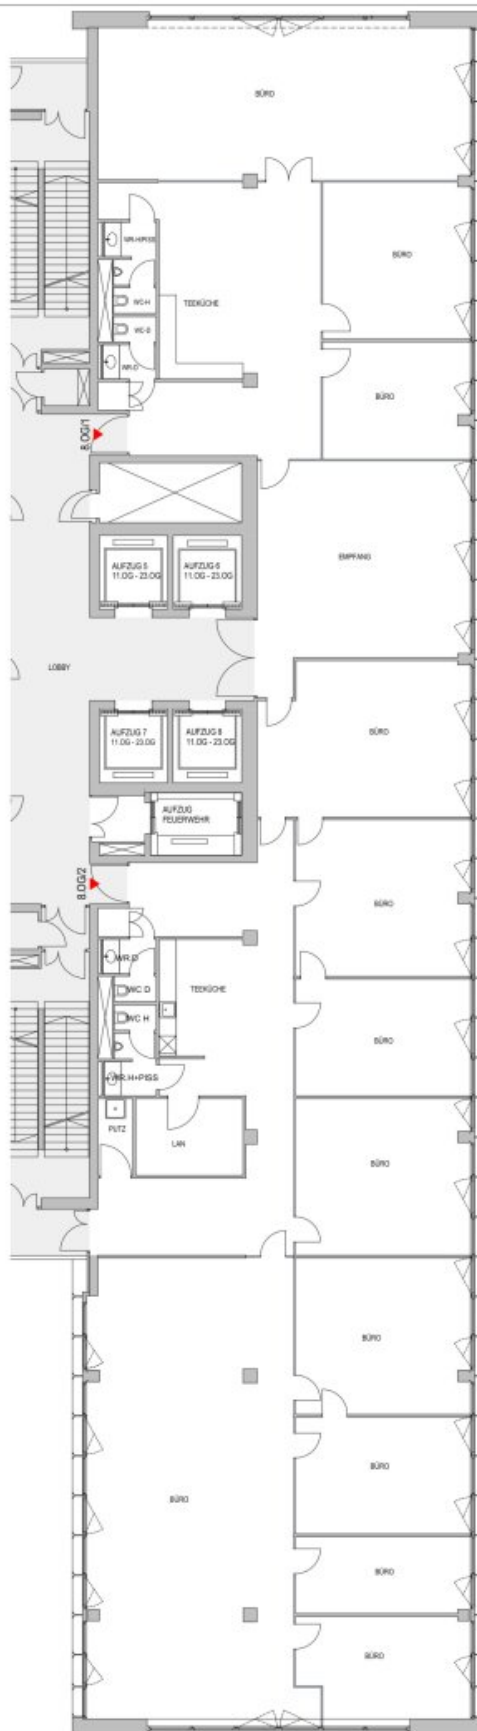 BÜRO
WR-H/PISS
BÜRO
WC-H
TEEKÜCHE
WC-D
WR-D
BÜRO
8.OG/1
EMPFANG
AUFZUG 5
11.OG - 23.OG
AUFZUG 6
11.OG - 23.OG
LOBBY
AUFZUG 7
11.OG - 23.OG
AUFZUG 8
11.OG - 23.OG
BÜRO
AUFZUG
FEUERWEHR
8.OG/2
BÜRO
WR.D
WC D
TEEKÜCHE
WC H
BÜRO
WR.H+PISS
PUTZ
LAN
BÜRO
BÜRO
BÜRO
BÜRO
BÜRO
BÜRO